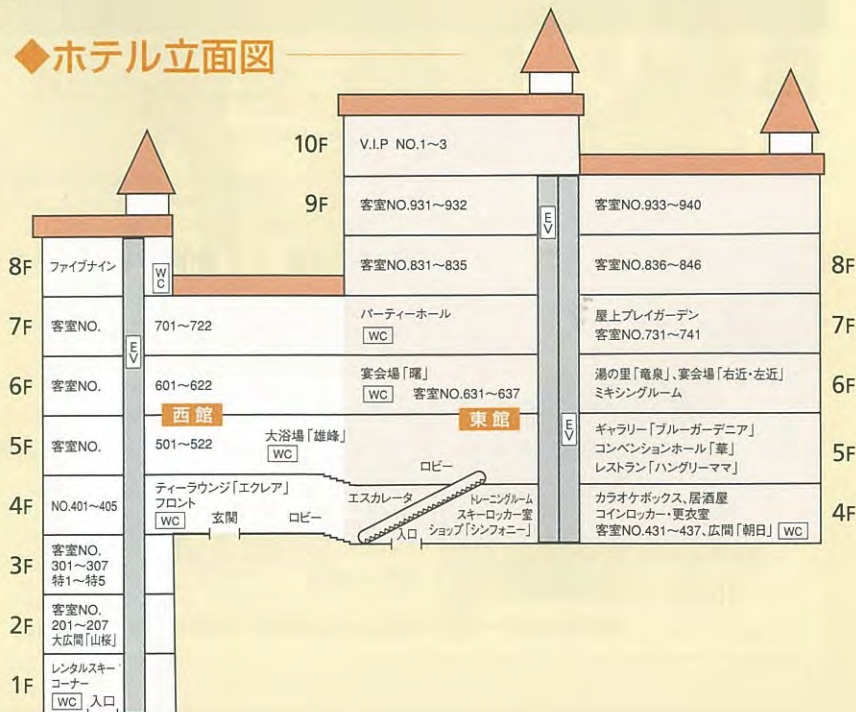 ◆ホテル立面図
10F
V.I.P NO.1~3
9F
客室NO.931~932
EV
客室NO.933~940
8F
ファイブナイン
WC
客室NO.831~835
客室NO.836~846
8F
7F
客室NO.
EV
701~722
パーティーホール
WC
屋上プレイガーデン
客室NO.731~741
7F
6F
客室NO.
601~622
宴会場「曙」
WC 客室NO.631~637
湯の里「竜泉」、宴会場「右近・左近」
ミキシングルーム
6F
西館
東館
5F
客室NO.
501~522
大浴場「雄峰」
WC
ロビー
EV
ギャラリー「ブルーガーデニア」
コンベンションホール「華」
レストラン「ハングリーママ」
5F
4F
NO.401~405
ティーラウンジ「エクレア」
フロント
WC 玄関 ロビー
エスカレータ
入口
トレーニングルーム
スキーロッカー室
ショップ「シンフォニー」
カラオケボックス、居酒屋
コインロッカー・更衣室
客室NO.431~437、広間「朝日」 WC
4F
3F
客室NO.
301~307
特1~特5
2F
客室NO.
201~207
大広間「山桜」
1F
レンタルスキー
コーナー
WC 入口